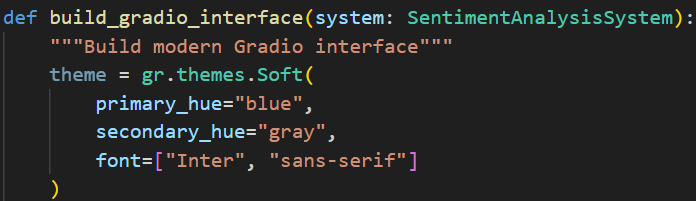 def build_gradio_interface(system: SentimentAnalysisSystem):
    """Build modern Gradio interface"""
    theme = gr.themes.Soft(
        primary_hue="blue",
        secondary_hue="gray",
        font=["Inter", "sans-serif"]
    )